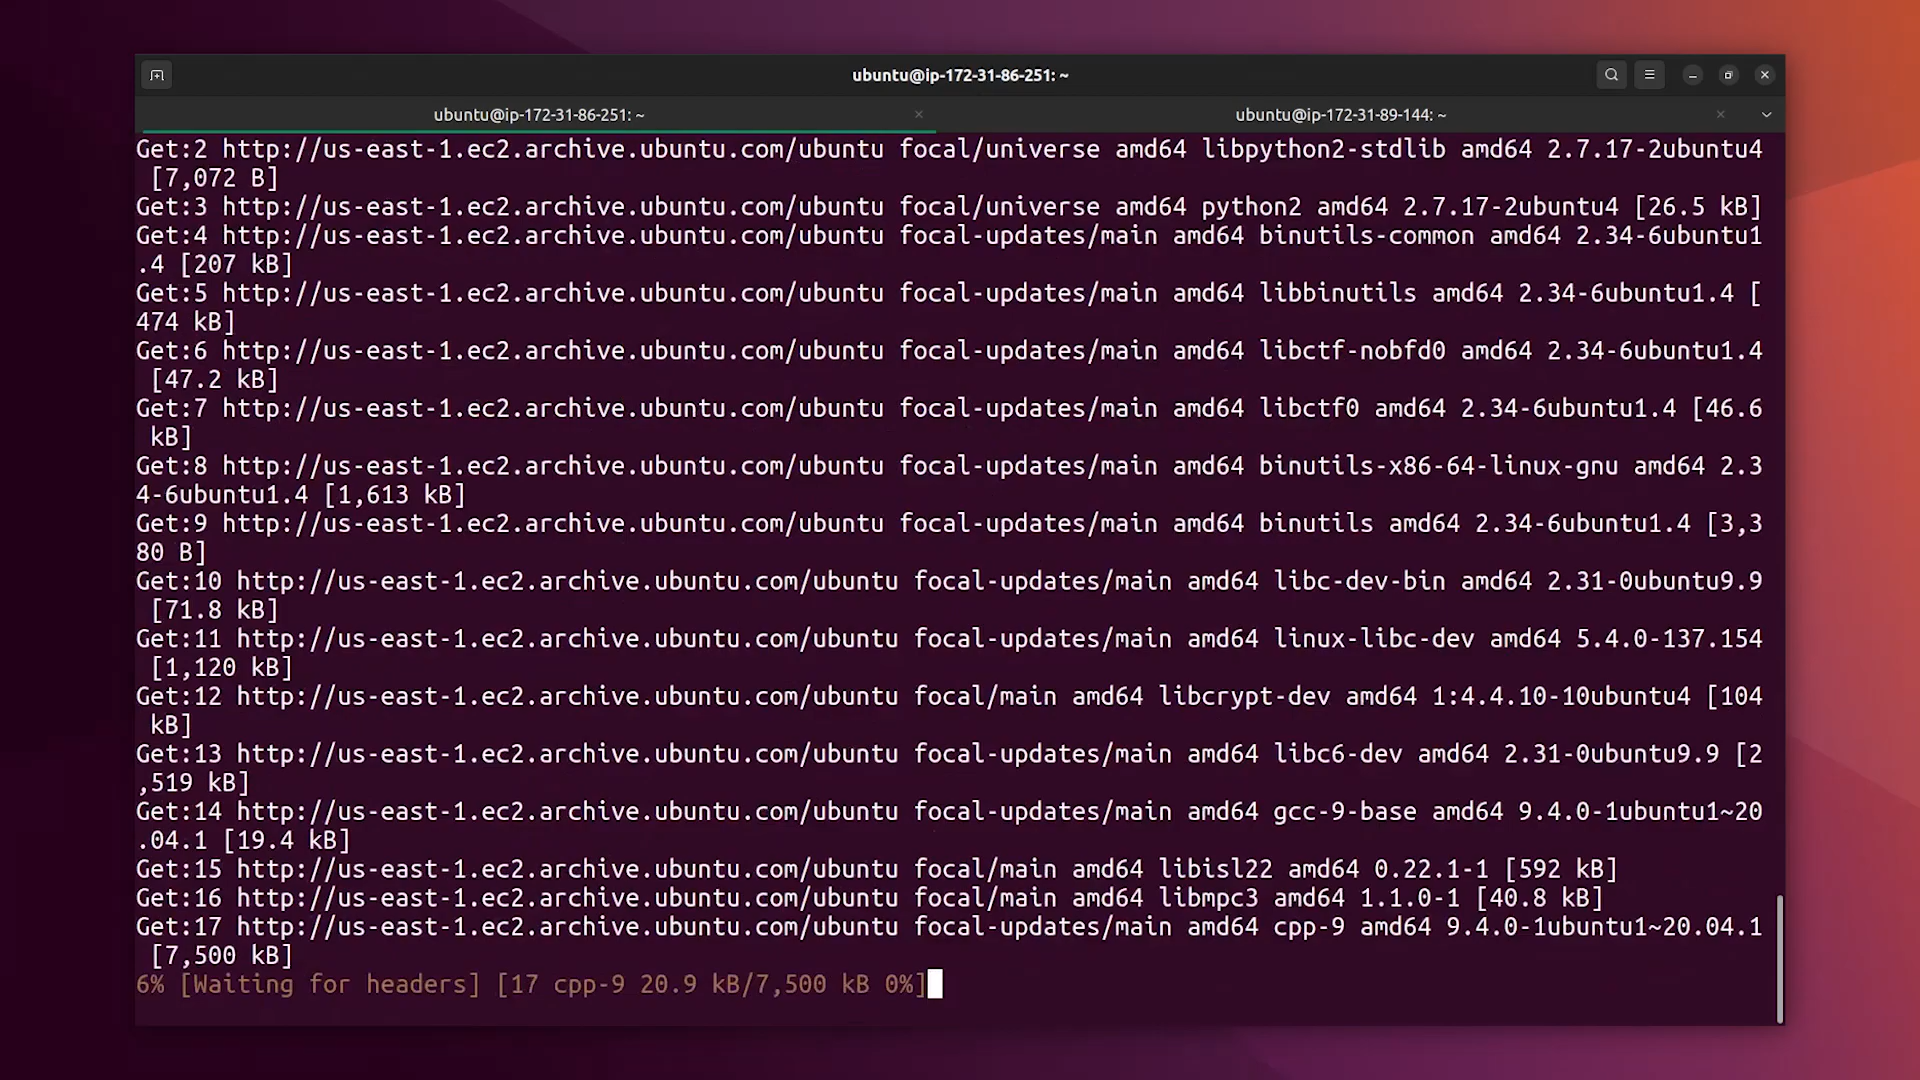 ubuntu@ip-172-31-86-251: ~
ubuntu@ip-172-31-86-251: ~
ubuntu@ip-172-31-89-144: ~
Get:2 http://us-east-1.ec2.archive.ubuntu.com/ubuntu focal/universe amd64 libpython2-stdlib amd64 2.7.17-2ubuntu4
 [7,072 B]
Get:3 http://us-east-1.ec2.archive.ubuntu.com/ubuntu focal/universe amd64 python2 amd64 2.7.17-2ubuntu4 [26.5 kB]
Get:4 http://us-east-1.ec2.archive.ubuntu.com/ubuntu focal-updates/main amd64 binutils-common amd64 2.34-6ubuntu1
.4 [207 kB]
Get:5 http://us-east-1.ec2.archive.ubuntu.com/ubuntu focal-updates/main amd64 libbinutils amd64 2.34-6ubuntu1.4 [
474 kB]
Get:6 http://us-east-1.ec2.archive.ubuntu.com/ubuntu focal-updates/main amd64 libctf-nobfd0 amd64 2.34-6ubuntu1.4
 [47.2 kB]
Get:7 http://us-east-1.ec2.archive.ubuntu.com/ubuntu focal-updates/main amd64 libctf0 amd64 2.34-6ubuntu1.4 [46.6
 kB]
Get:8 http://us-east-1.ec2.archive.ubuntu.com/ubuntu focal-updates/main amd64 binutils-x86-64-linux-gnu amd64 2.3
4-6ubuntu1.4 [1,613 kB]
Get:9 http://us-east-1.ec2.archive.ubuntu.com/ubuntu focal-updates/main amd64 binutils amd64 2.34-6ubuntu1.4 [3,3
80 B]
Get:10 http://us-east-1.ec2.archive.ubuntu.com/ubuntu focal-updates/main amd64 libc-dev-bin amd64 2.31-0ubuntu9.9
 [71.8 kB]
Get:11 http://us-east-1.ec2.archive.ubuntu.com/ubuntu focal-updates/main amd64 linux-libc-dev amd64 5.4.0-137.154
 [1,120 kB]
Get:12 http://us-east-1.ec2.archive.ubuntu.com/ubuntu focal/main amd64 libcrypt-dev amd64 1:4.4.10-10ubuntu4 [104
 kB]
Get:13 http://us-east-1.ec2.archive.ubuntu.com/ubuntu focal-updates/main amd64 libc6-dev amd64 2.31-0ubuntu9.9 [2
,519 kB]
Get:14 http://us-east-1.ec2.archive.ubuntu.com/ubuntu focal-updates/main amd64 gcc-9-base amd64 9.4.0-1ubuntu1~20
.04.1 [19.4 kB]
Get:15 http://us-east-1.ec2.archive.ubuntu.com/ubuntu focal/main amd64 libisl22 amd64 0.22.1-1 [592 kB]
Get:16 http://us-east-1.ec2.archive.ubuntu.com/ubuntu focal/main amd64 libmpc3 amd64 1.1.0-1 [40.8 kB]
Get:17 http://us-east-1.ec2.archive.ubuntu.com/ubuntu focal-updates/main amd64 cpp-9 amd64 9.4.0-1ubuntu1~20.04.1
 [7,500 kB]
6% [Waiting for headers] [17 cpp-9 20.9 kB/7,500 kB 0%]